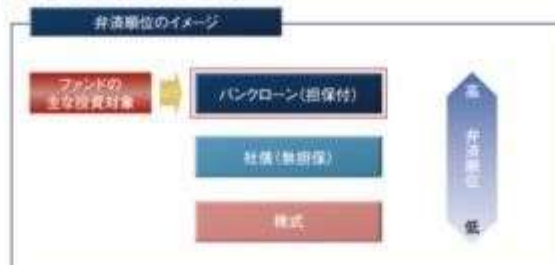 弁済順位のイメージ
ファンドの
主な投資対象
バンクローン(担保付)
社債(無担保)
株式
高
弁済順位
低